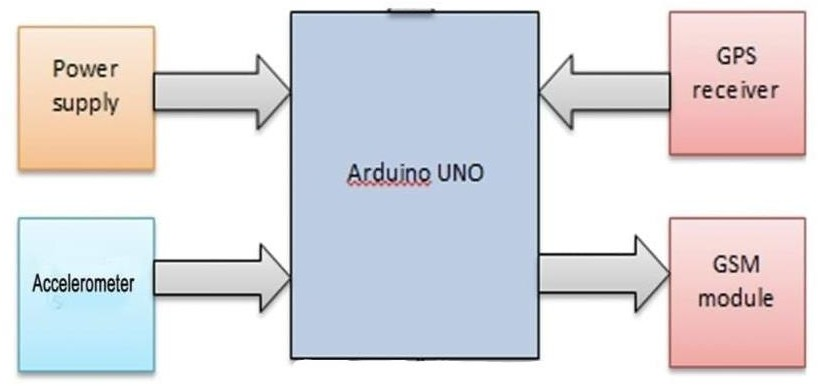 Power
supply
GPS
receiver
Arduino UNO
Accelerometer
GSM
module